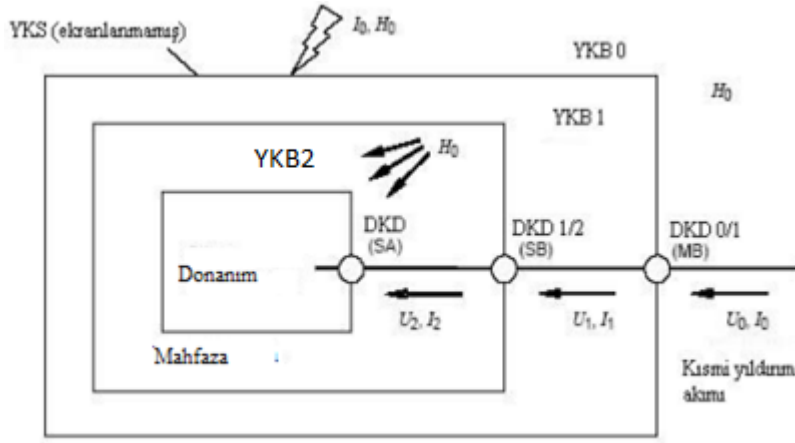 YKS (ekranlanmamış)
I0, H0
YKB 0
H0
YKB 1
YKB2
H0
DKD
(SA)
DKD 1/2
(SB)
DKD 0/1
(MB)
Donanım
U2, I2
U1, I1
U0, I0
Mahfaza
Kısmi yıldırım
akımı